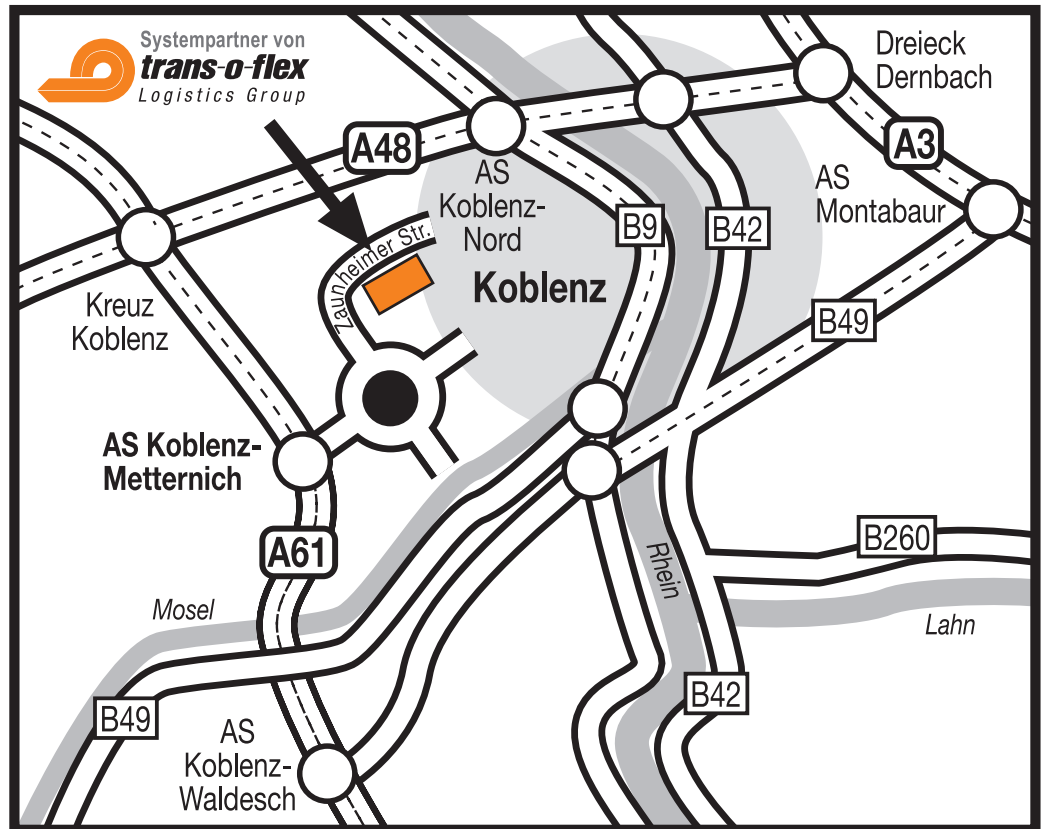 Systempartner von
trans-o-flex
Logistics Group
Dreieck
Dernbach
A48
A3
AS
Koblenz-
Nord
AS
Montabaur
B9
B42
Zaunheimer Str.
Koblenz
Kreuz
Koblenz
B49
AS Koblenz-
Metternich
A61
B260
Rhein
Mosel
Lahn
B42
B49
AS
Koblenz-
Waldesch